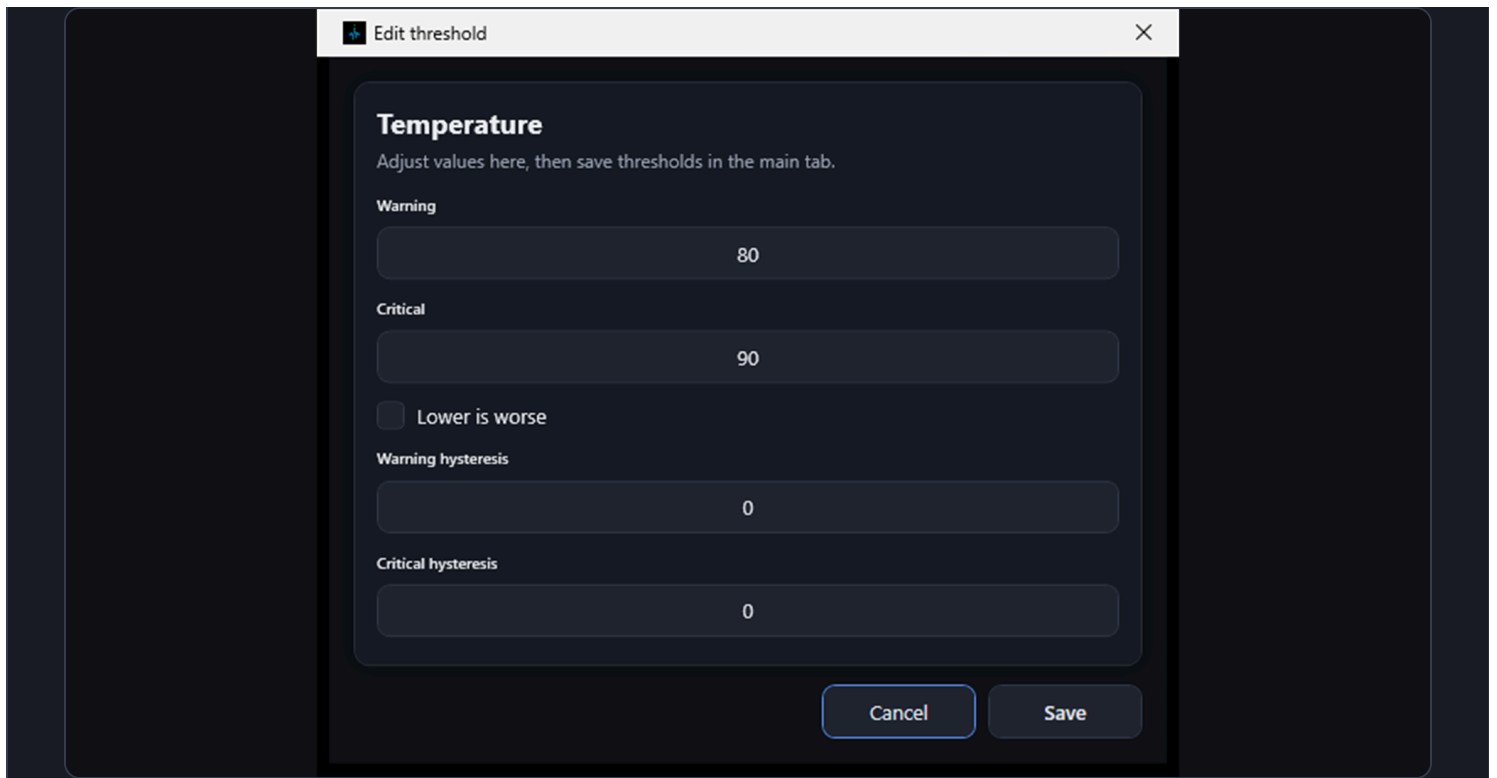 Edit threshold
Temperature
Adjust values here, then save thresholds in the main tab.
Warning
80
Critical
90
Lower is worse
Warning hysteresis
0
Critical hysteresis
0
Cancel
Save